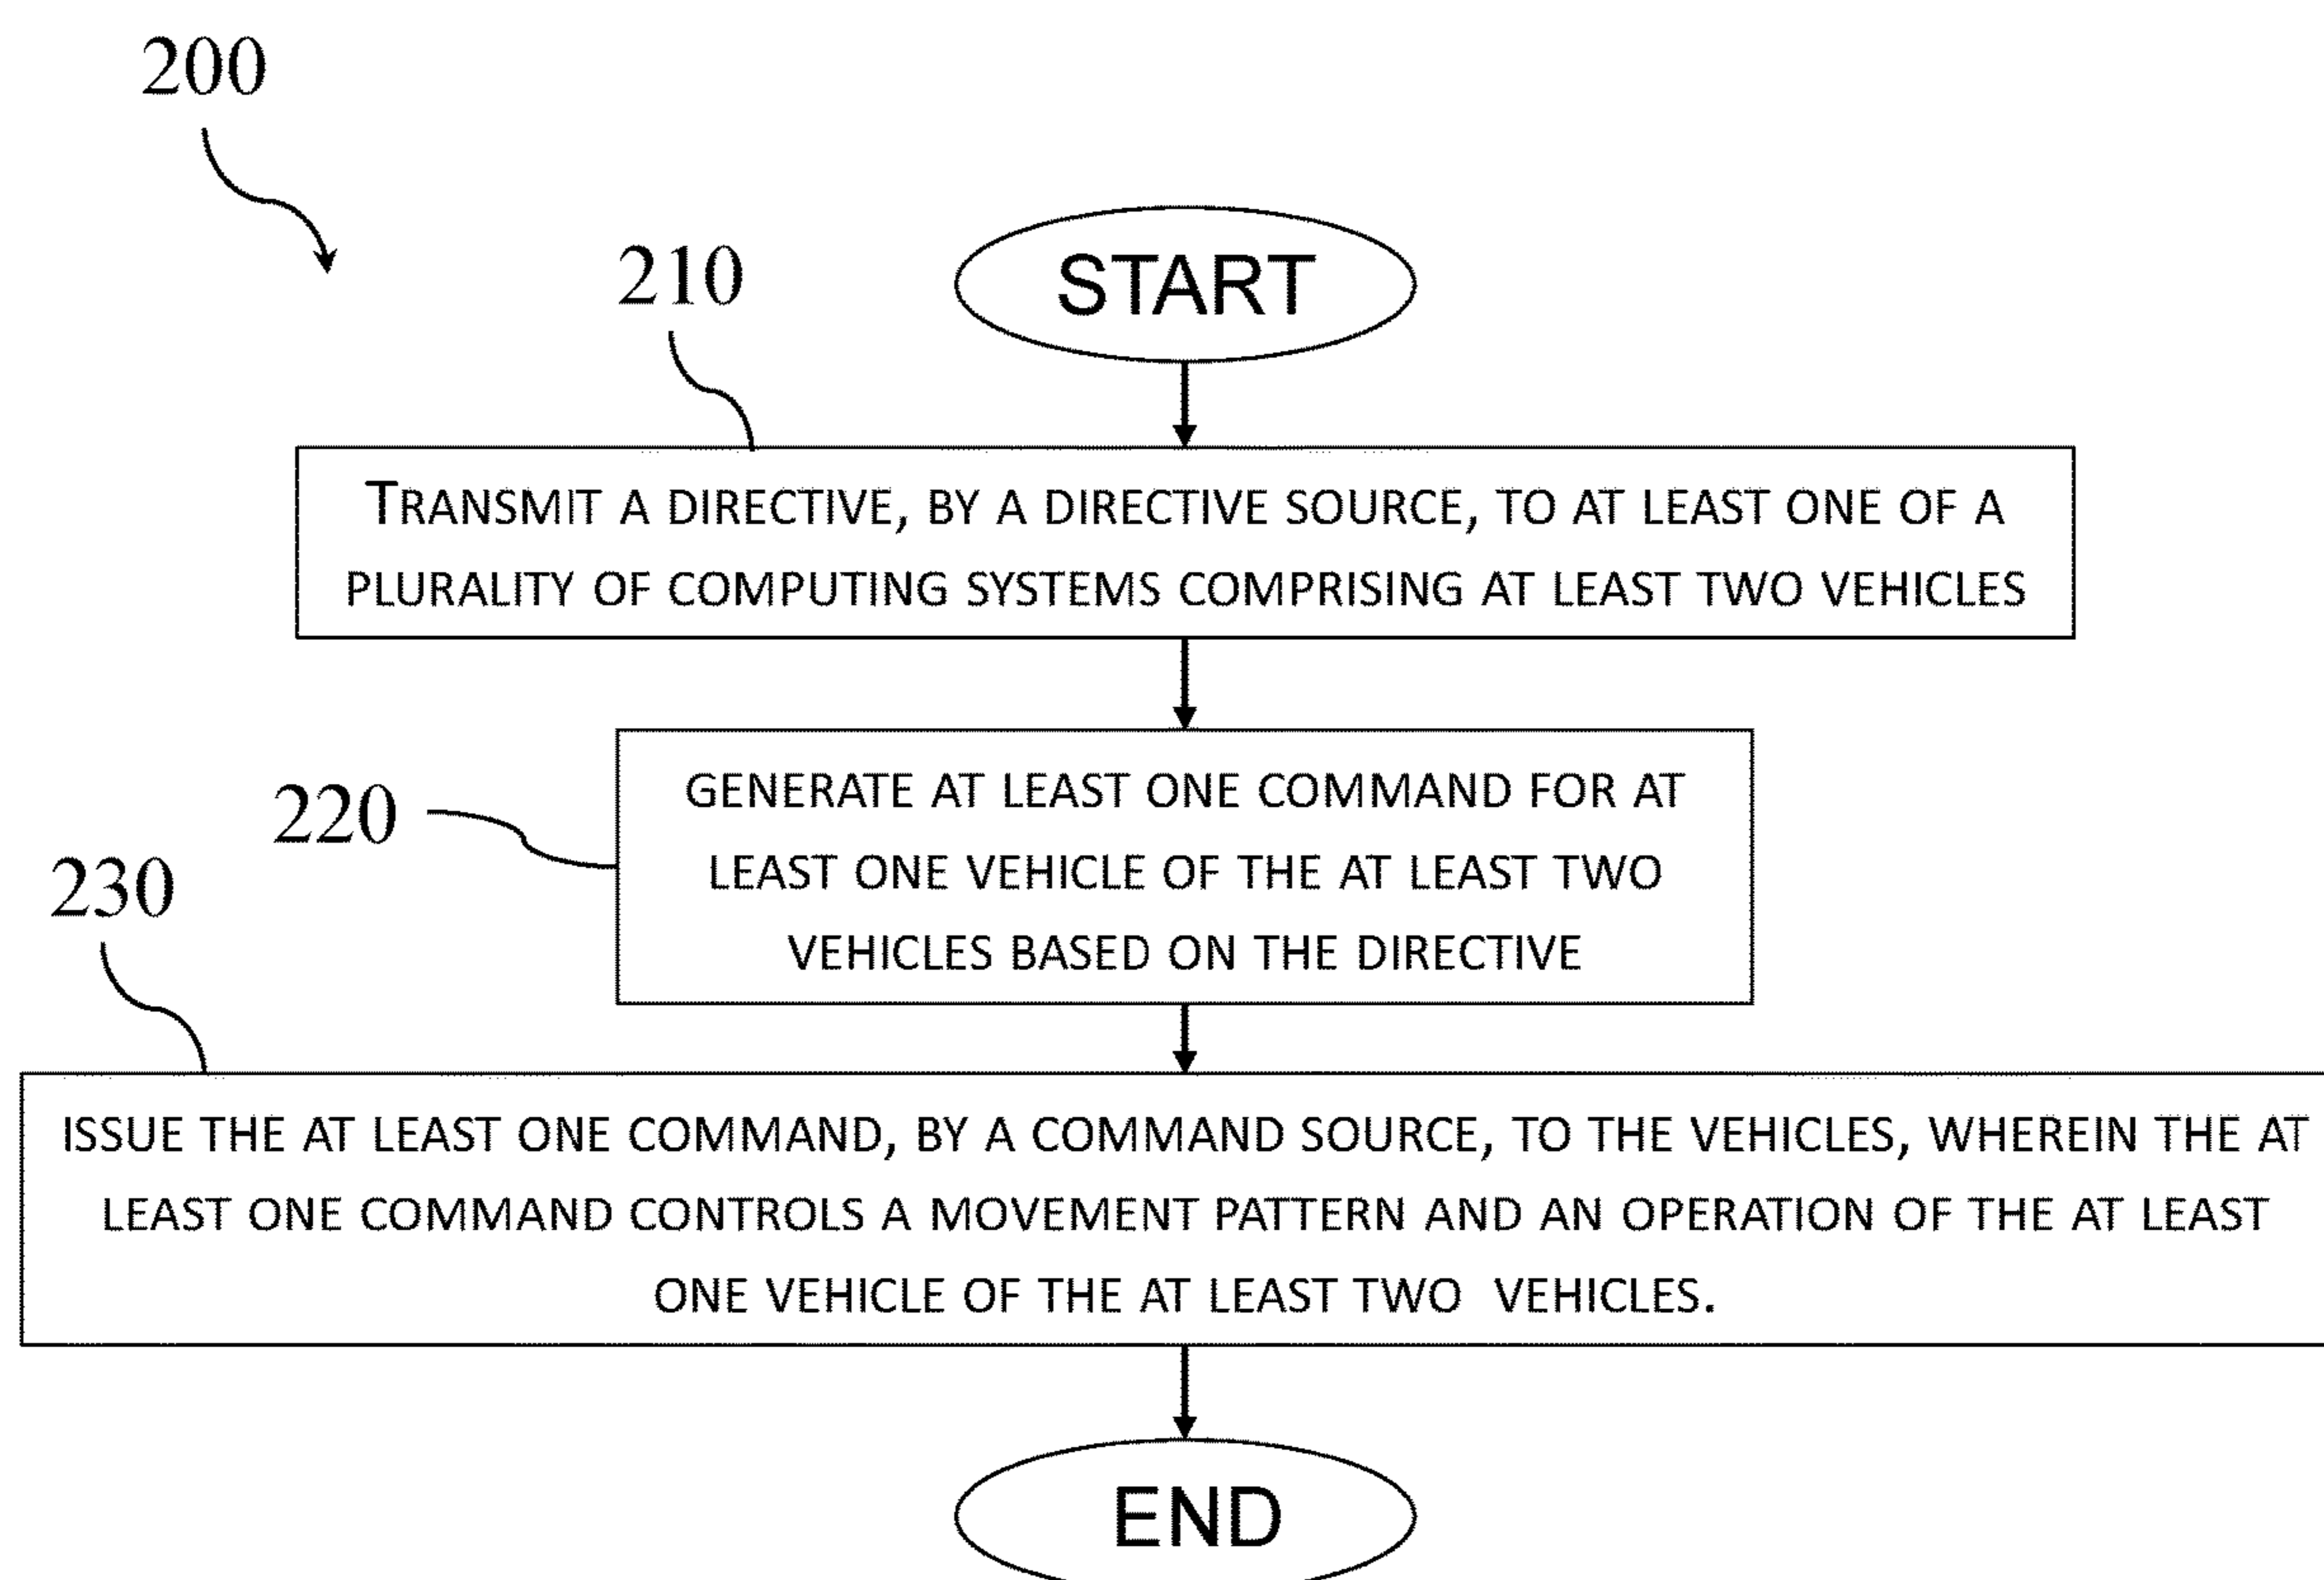 200
210
START
TRANSMIT A DIRECTIVE, BY A DIRECTIVE SOURCE, TO AT LEAST ONE OF A
PLURALITY OF COMPUTING SYSTEMS COMPRISING AT LEAST TWO VEHICLES
220
GENERATE AT LEAST ONE COMMAND FOR AT
LEAST ONE VEHICLE OF THE AT LEAST TWO
VEHICLES BASED ON THE DIRECTIVE
230
ISSUE THE AT LEAST ONE COMMAND, BY A COMMAND SOURCE, TO THE VEHICLES, WHEREIN THE AT
LEAST ONE COMMAND CONTROLS A MOVEMENT PATTERN AND AN OPERATION OF THE AT LEAST
ONE VEHICLE OF THE AT LEAST TWO VEHICLES.
END